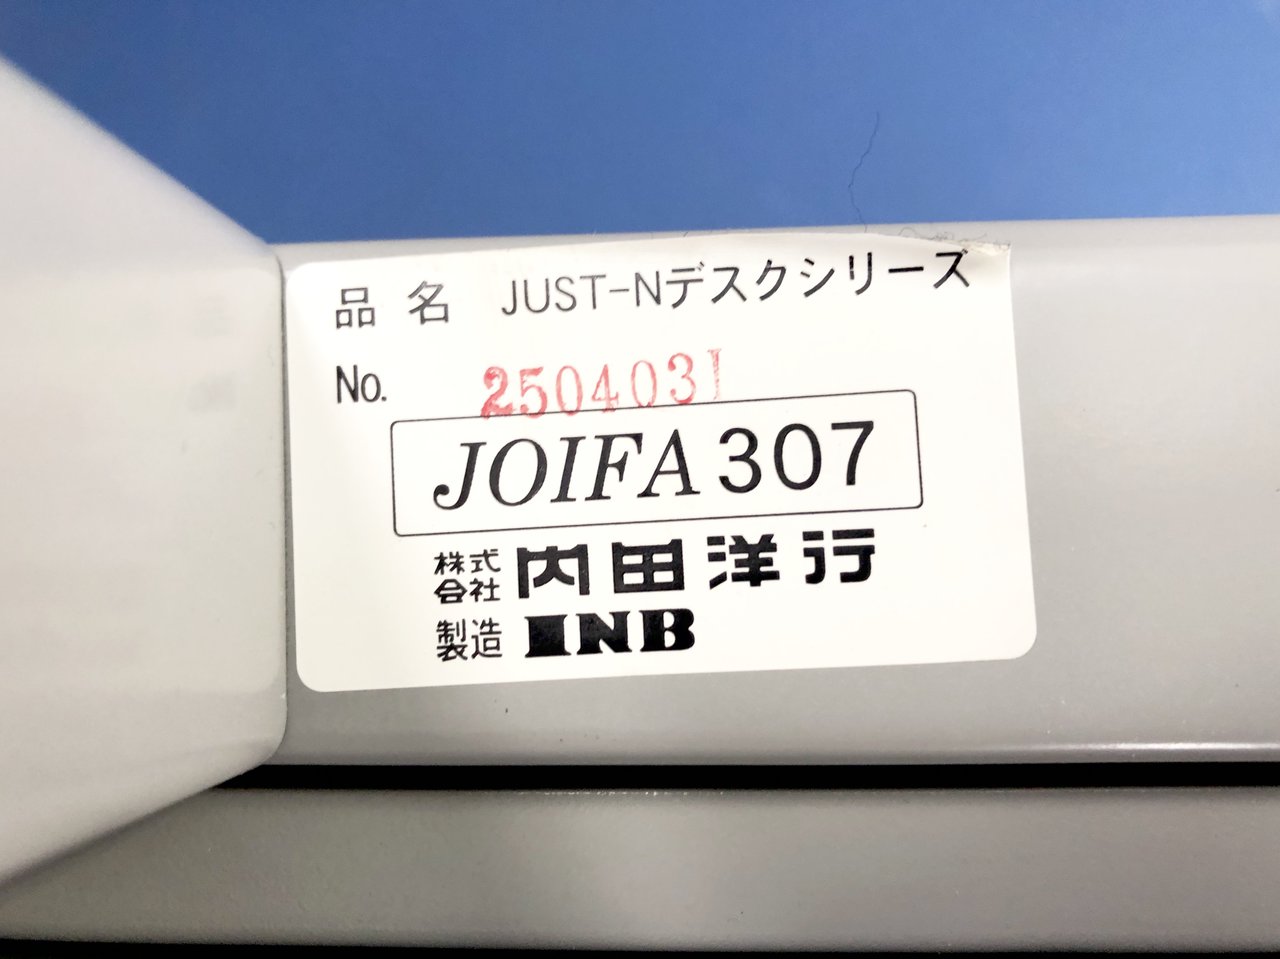 品名 JUST-Nデスクシリーズ
No. 2504031
JOIFA 307
株式会社 内田洋行
製造 INB